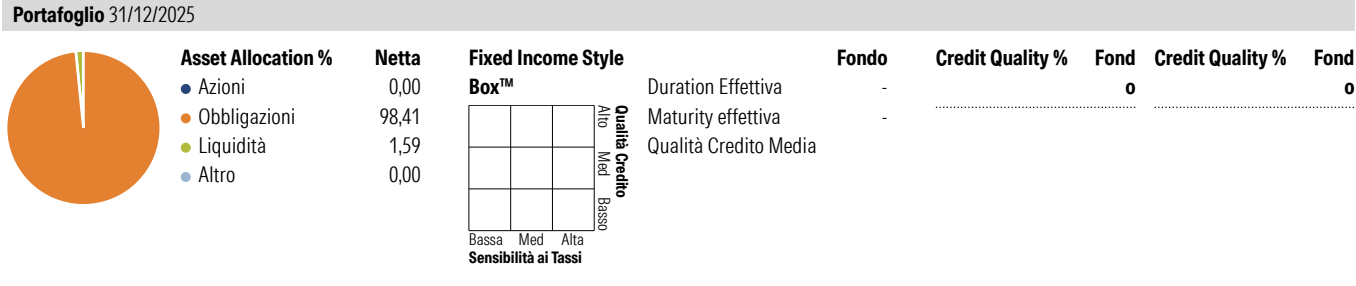 Portafoglio 31/12/2025
Asset Allocation % Netta
Azioni 0,00
Obbligazioni 98,41
Liquidità 1,59
Altro 0,00
Fixed Income Style
Box™
Alto Med Basso
Qualità Credito
Bassa Med Alta
Sensibilità ai Tassi
Fondo
Duration Effettiva -
Maturity effettiva -
Qualità Credito Media
Credit Quality % Fond
o
Credit Quality % Fond
o